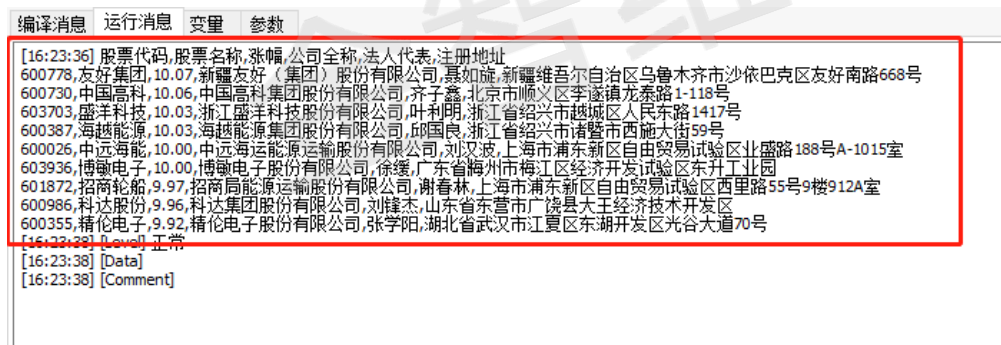 编译消息 运行消息 变量 参数
[16:23:36] 股票代码,股票名称,张幅,公司全称,法人代表,注册地址
600778,友好集团,10.07,新疆友好（集团）股份有限公司,聂如旋,新疆维吾尔自治区乌鲁木齐市沙依巴克区友好南路668号
600730,中国高科,10.06,中国高科集团股份有限公司,齐子鑫,北京市顺义区李遂镇龙泰路1-118号
603703,盛洋科技,10.03,浙江盛洋科技股份有限公司,叶利明,浙江省绍兴市越城区人民东路1417号
600387,海越能源,10.03,海越能源集团股份有限公司,邱国良,浙江省绍兴市诸暨市西施大街59号
600026,中远海能,10.00,中远海运能源运输股份有限公司,刘汉波,上海市浦东新区自由贸易试验区业盛路188号A-1015室
603936,博敏电子,10.00,博敏电子股份有限公司,徐缓,广东省梅州市梅江区经济开发试验区东升工业园
601872,招商轮船,9.97,招商局能源运输股份有限公司,谢春林,上海市浦东新区自由贸易试验区西里路55号9楼912A室
600986,科达股份,9.96,科达集团股份有限公司,刘锋杰,山东省东营市广饶县大王经济技术开发区
600355,精伦电子,9.92,精伦电子股份有限公司,张学阳,湖北省武汉市江夏区东湖开发区光谷大道70号
[16:23:38] [Level] 正常
[16:23:38] [Data]
[16:23:38] [Comment]